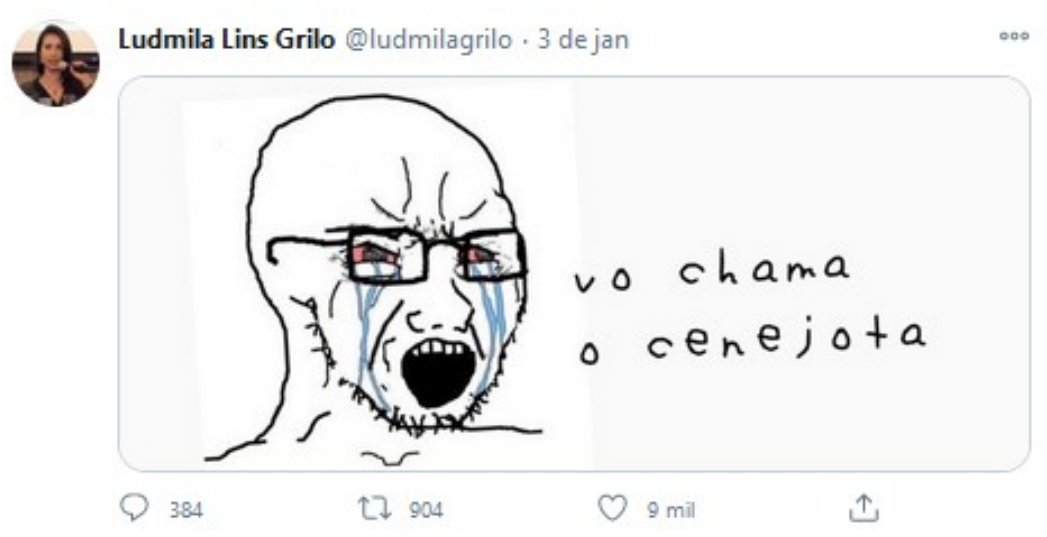 Ludmila Lins Grilo @ludmilagrilo · 3 de jan
vo chama
o cenejota
384 904 9 mil